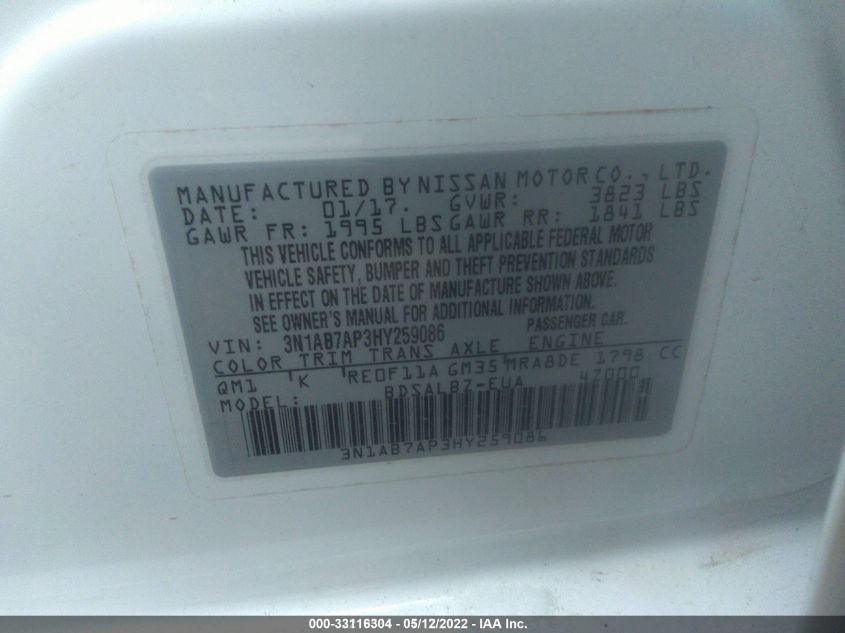 MANUFACTURED BY NISSAN MOTOR CO., LTD.
DATE: 01/17. GVWR: 3823 LBS
GAWR FR: 1995 LBS GAWR RR: 1841 LBS
THIS VEHICLE CONFORMS TO ALL APPLICABLE FEDERAL MOTOR
VEHICLE SAFETY, BUMPER AND THEFT PREVENTION STANDARDS
IN EFFECT ON THE DATE OF MANUFACTURE SHOWN ABOVE.
SEE OWNER'S MANUAL FOR ADDITIONAL INFORMATION.
VIN: 3N1AB7AP3HY259086 PASSENGER CAR.
COLOR TRIM TRANS AXLE ENGINE
QM1 K RE0F11A GM35 MRA8DE 1798 CC
MODEL: BDSALBZ-EUA 47000
3N1AB7AP3HY259086
000-33116304 - 05/12/2022 - IAA Inc.